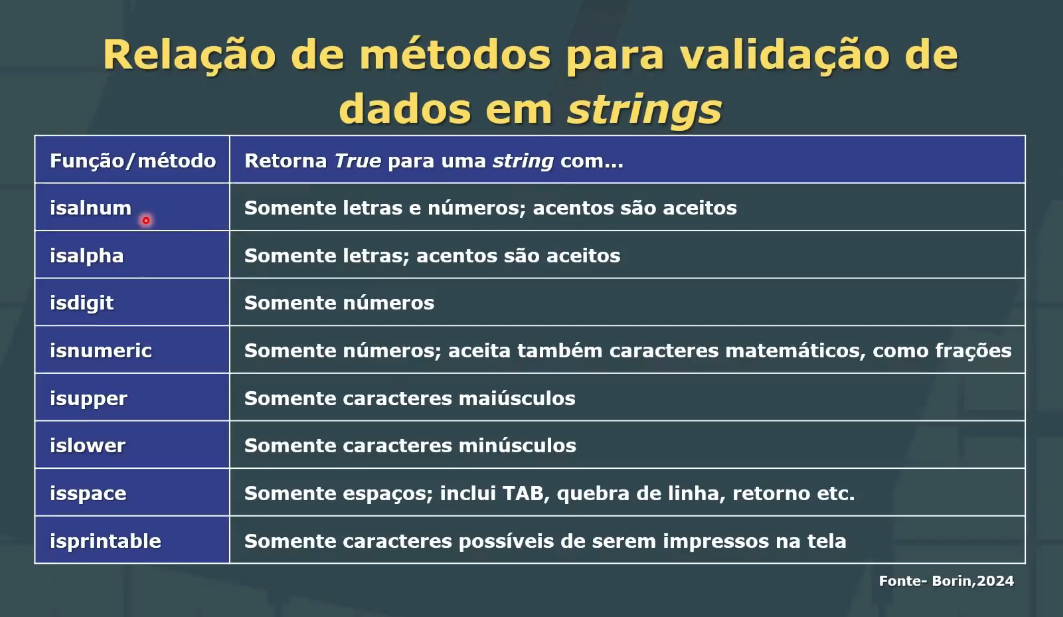 Relação de métodos para validação de
dados em strings
Função/método Retorna True para uma string com...
isalnum Somente letras e números; acentos são aceitos
isalpha Somente letras; acentos são aceitos
isdigit Somente números
isnumeric Somente números; aceita também caracteres matemáticos, como frações
isupper Somente caracteres maiúsculos
islower Somente caracteres minúsculos
isspace Somente espaços; inclui TAB, quebra de linha, retorno etc.
isprintable Somente caracteres possíveis de serem impressos na tela
Fonte- Borin,2024